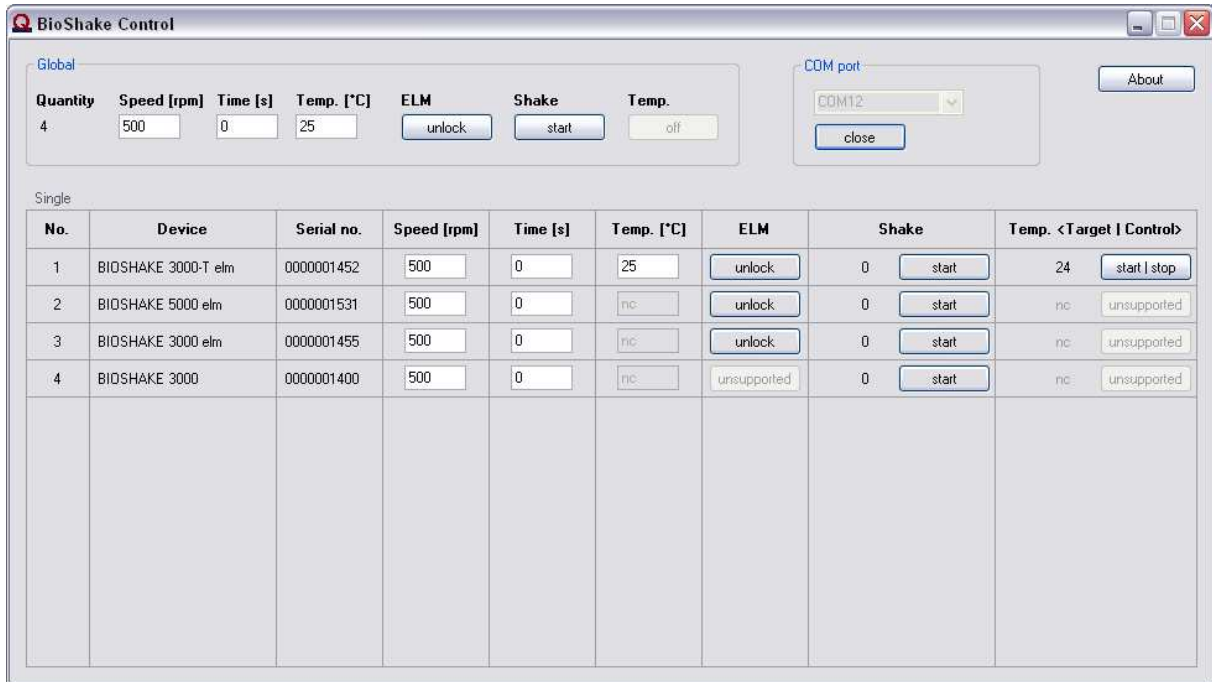 BioShake Control
Global
Quantity Speed [rpm] Time [s] Temp. [°C] ELM Shake Temp.
4 500 0 25 unlock start off
COM port
COM12
close
About
Single
No. Device Serial no. Speed [rpm] Time [s] Temp. [°C] ELM Shake Temp. <Target | Control>
1 BIOSHAKE 3000-T elm 0000001452 500 0 25 unlock 0 start 24 start | stop
2 BIOSHAKE 5000 elm 0000001531 500 0 nc unlock 0 start nc unsupported
3 BIOSHAKE 3000 elm 0000001455 500 0 nc unlock 0 start nc unsupported
4 BIOSHAKE 3000 0000001400 500 0 nc unsupported 0 start nc unsupported